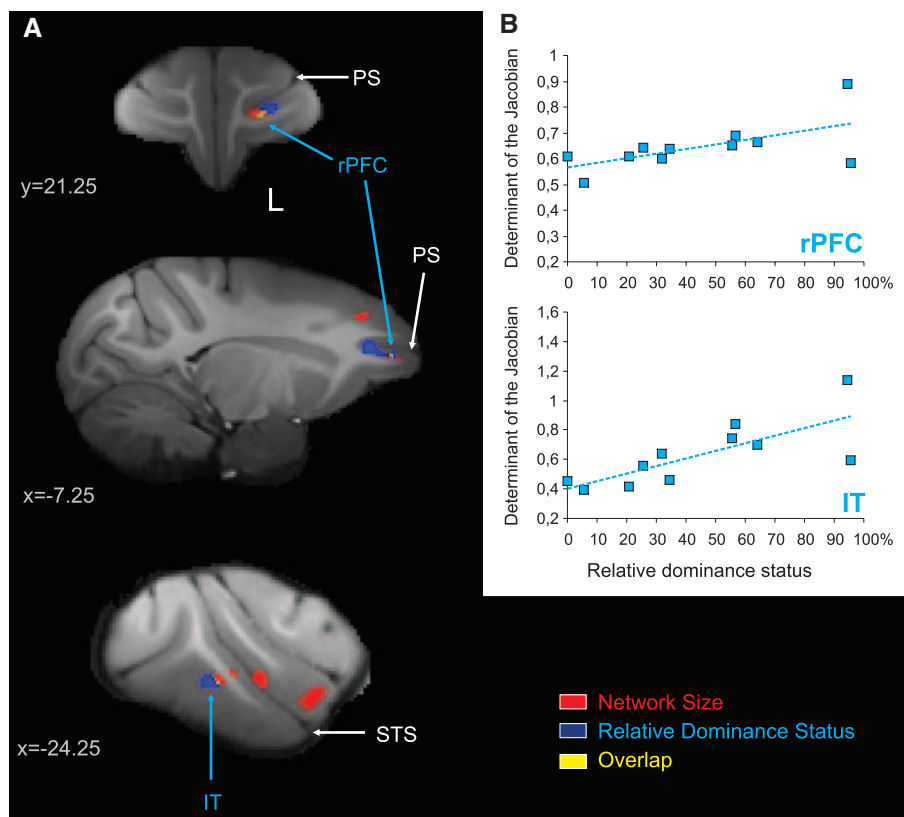 A
PS
rPFC
y=21.25
L
PS
x=-7.25
x=-24.25
STS
IT
B
Determinant of the Jacobian
1
0,9
0,8
0,7
0,6
0,5
0,4
0,3
0,2
rPFC
0 10 20 30 40 50 60 70 80 90 100%
Determinant of the Jacobian
1,6
1,4
1,2
1
0,8
0,6
0,4
0,2
IT
0 10 20 30 40 50 60 70 80 90 100%
Relative dominance status
Network Size
Relative Dominance Status
Overlap